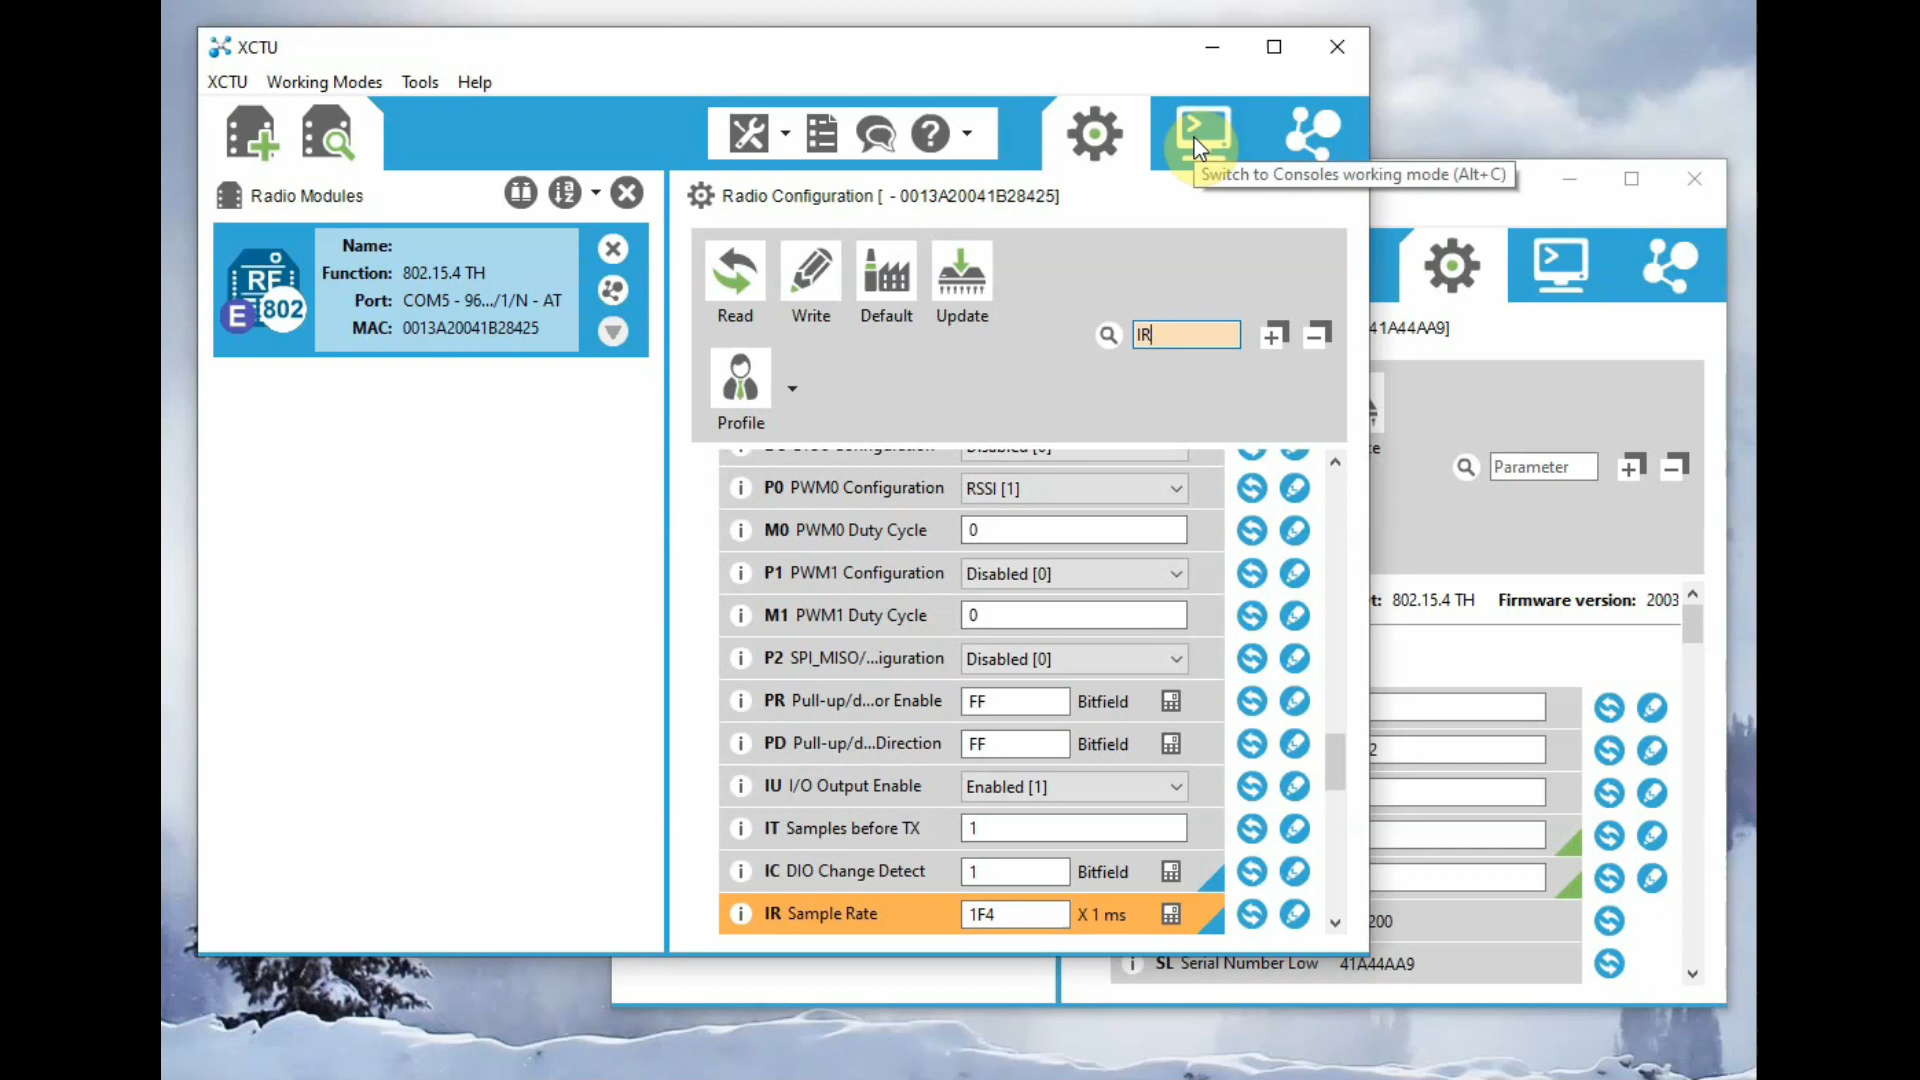 XCTU
XCTU Working Modes Tools Help
Switch to Consoles working mode (Alt+C)
Radio Modules
Radio Configuration [ - 0013A20041B28425]
Name:
Function: 802.15.4 TH
Port: COM5 - 96.../1/N - AT
MAC: 0013A20041B28425
RF
E
802
Read
Write
Default
Update
IR
Profile
P0 PWM0 Configuration RSSI [1]
M0 PWM0 Duty Cycle 0
P1 PWM1 Configuration Disabled [0]
M1 PWM1 Duty Cycle 0
P2 SPI_MISO/...iguration Disabled [0]
PR Pull-up/d...or Enable FF Bitfield
PD Pull-up/d...Direction FF Bitfield
IU I/O Output Enable Enabled [1]
IT Samples before TX 1
IC DIO Change Detect 1 Bitfield
IR Sample Rate 1F4 X 1 ms
41A44AA9]
Parameter
t: 802.15.4 TH Firmware version: 2003
2
200
SL Serial Number Low 41A44AA9